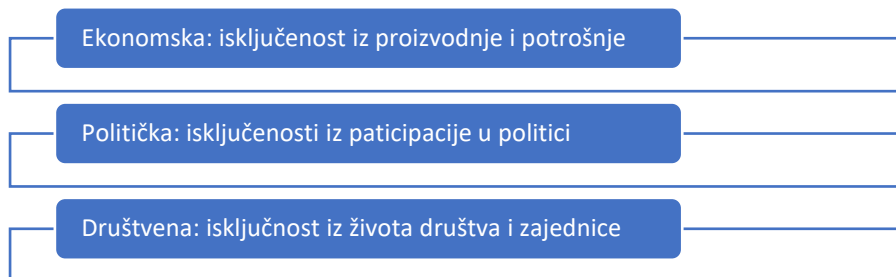 Ekonomska: isključenost iz proizvodnje i potrošnje
Politička: isključenosti iz paticipacije u politici
Društvena: isključnost iz života društva i zajednice